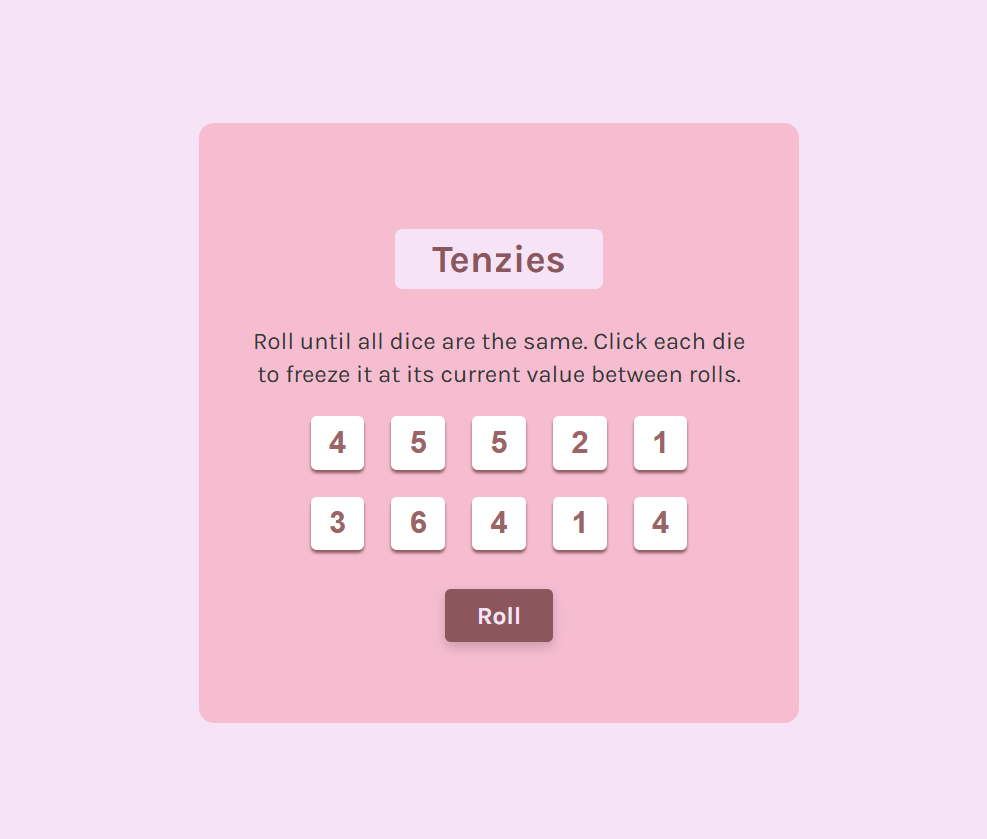 Tenzies
Roll until all dice are the same. Click each die
to freeze it at its current value between rolls.
4 5 5 2 1
3 6 4 1 4
Roll